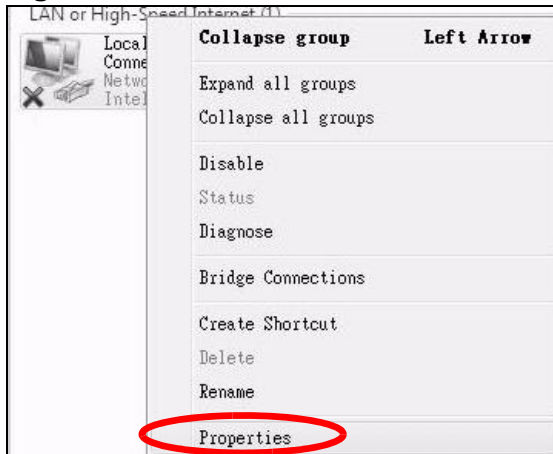 LAN or High-Speed Internet (1)
Local
Conne
Netwo
Intel
Collapse group Left Arrow
Expand all groups
Collapse all groups
Disable
Status
Diagnose
Bridge Connections
Create Shortcut
Delete
Rename
Properties